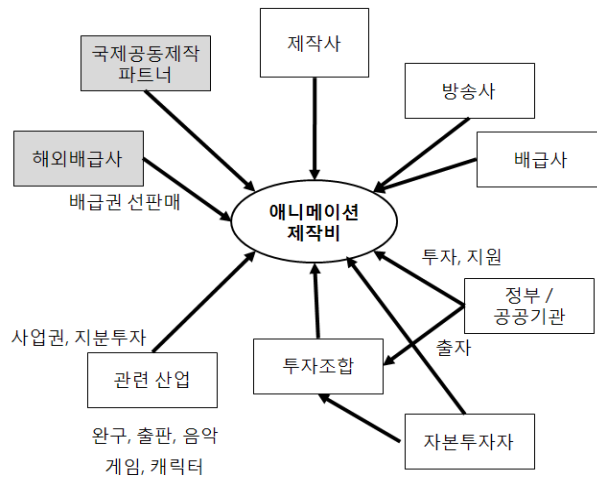 국제공동제작
파트너
제작사
방송사
해외배급사
배급사
배급권 선판매
애니메이션
제작비
투자, 지원
정부 /
공공기관
사업권, 지분투자
출자
관련 산업
투자조합
완구, 출판, 음악
게임, 캐릭터
자본투자자